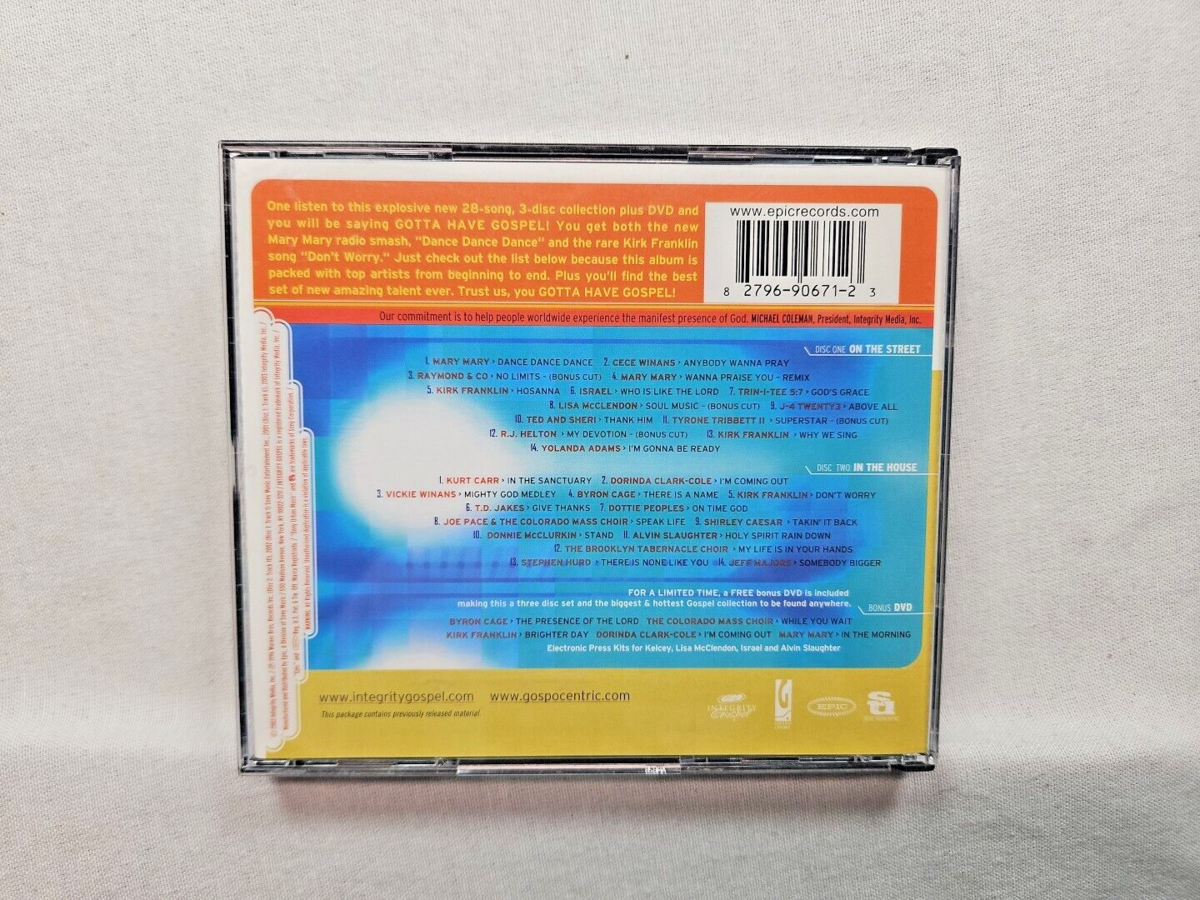 One listen to this explosive new 28-song, 3-disc collection plus DVD and
you will be saying GOTTA HAVE GOSPEL! You get both the new
Mary Mary radio smash, "Dance Dance Dance" and the rare Kirk Franklin
song "Don't Worry." Just check out the list below because this album is
packed with top artists from beginning to end. Plus you'll find the best
set of new amazing talent ever. Trust us, you GOTTA HAVE GOSPEL!
www.epicrecords.com
8 2796-90671-2 3
Our commitment is to help people worldwide experience the manifest presence of God. MICHAEL COLEMAN, President, Integrity Media, Inc.
DISC ONE ON THE STREET
1. MARY MARY > DANCE DANCE DANCE 2. CECE WINANS > ANYBODY WANNA PRAY
3. RAYMOND & CO > NO LIMITS - (BONUS CUT) 4. MARY MARY > WANNA PRAISE YOU - REMIX
5. KIRK FRANKLIN > HOSANNA 6. ISRAEL > WHO IS LIKE THE LORD 7. TRIN-I-TEE 5:7 > GOD'S GRACE
8. LISA McCLENDON > SOUL MUSIC - (BONUS CUT) 9. J-4 TWENTY3 > ABOVE ALL
10. TED AND SHERI > THANK HIM 11. TYRONE TRIBBETT II > SUPERSTAR - (BONUS CUT)
12. R.J. HELTON > MY DEVOTION - (BONUS CUT) 13. KIRK FRANKLIN > WHY WE SING
14. YOLANDA ADAMS > I'M GONNA BE READY
DISC TWO IN THE HOUSE
1. KURT CARR > IN THE SANCTUARY 2. DORINDA CLARK-COLE > I'M COMING OUT
3. VICKIE WINANS > MIGHTY GOD MEDLEY 4. BYRON CAGE > THERE IS A NAME 5. KIRK FRANKLIN > DON'T WORRY
6. T.D. JAKES > GIVE THANKS 7. DOTTIE PEOPLES > ON TIME GOD
8. JOE PACE & THE COLORADO MASS CHOIR > SPEAK LIFE 9. SHIRLEY CAESAR > TAKIN' IT BACK
10. DONNIE McCLURKIN > STAND 11. ALVIN SLAUGHTER > HOLY SPIRIT RAIN DOWN
12. THE BROOKLYN TABERNACLE CHOIR > MY LIFE IS IN YOUR HANDS
13. STEPHEN HURD > THERE IS NONE LIKE YOU 14. JEFF MAJORS > SOMEBODY BIGGER
FOR A LIMITED TIME, a FREE bonus DVD is included
making this a three disc set and the biggest & hottest Gospel collection to be found anywhere.
BONUS DVD
BYRON CAGE > THE PRESENCE OF THE LORD THE COLORADO MASS CHOIR > WHILE YOU WAIT
KIRK FRANKLIN > BRIGHTER DAY DORINDA CLARK-COLE > I'M COMING OUT MARY MARY > IN THE MORNING
Electronic Press Kits for Kelcey, Lisa McClendon, Israel and Alvin Slaughter
www.integritygospel.com www.gospocentric.com
This package contains previously released material.
INTEGRITY
EPIC